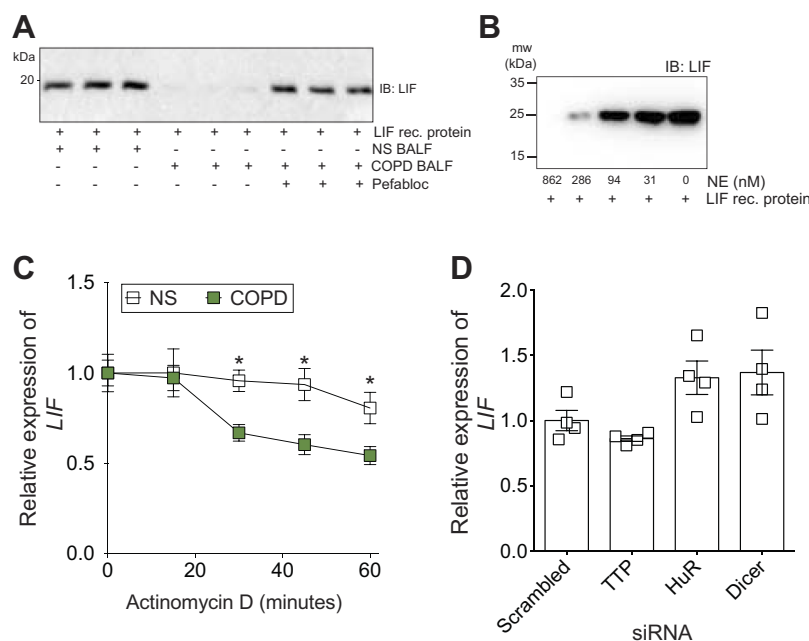 A
kDa
20
IB: LIF
+ + + + + + + + + LIF rec. protein
+ + + - - - - - - NS BALF
- - - + + + + + + COPD BALF
- - - - - - + + + Pefabloc
B
mw
(kDa)
IB: LIF
35
25
15
862 286 94 31 0 NE (nM)
+ + + + + LIF rec. protein
C
Relative expression of
LIF
1.5
1.0
0.5
0.0
NS COPD
* * *
0 20 40 60
Actinomycin D (minutes)
D
Relative expression of
LIF
2.0
1.5
1.0
0.5
0.0
Scrambled TTP HuR Dicer
siRNA